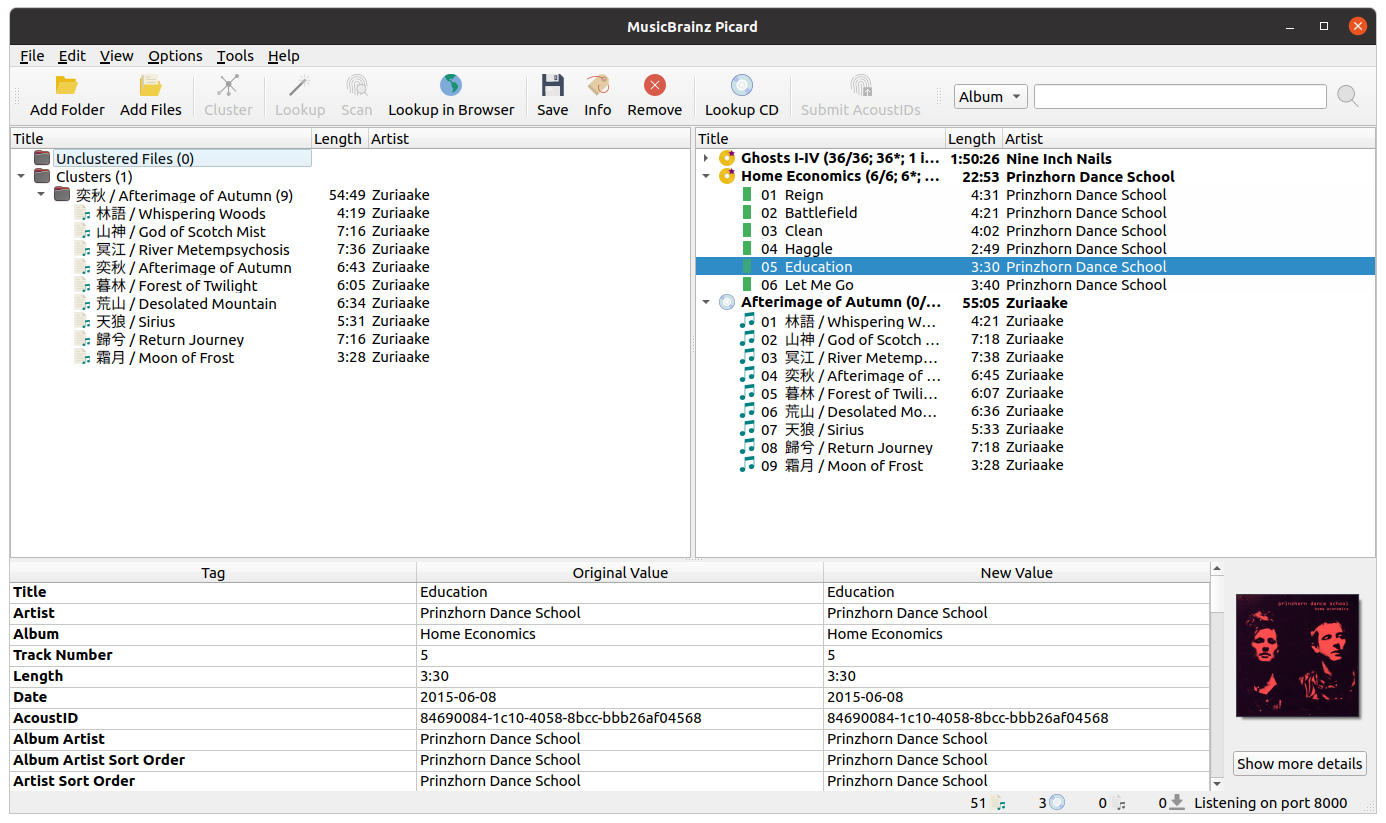 MusicBrainz Picard
File Edit View Options Tools Help
Add Folder Add Files Cluster Lookup Scan Lookup in Browser Save Info Remove Lookup CD Submit AcoustIDs Album
Title Length Artist
Unclustered Files (0)
Clusters (1)
奕秋 / Afterimage of Autumn (9) 54:49 Zuriaake
林語 / Whispering Woods 4:19 Zuriaake
山神 / God of Scotch Mist 7:16 Zuriaake
冥江 / River Metempsychosis 7:36 Zuriaake
奕秋 / Afterimage of Autumn 6:43 Zuriaake
暮林 / Forest of Twilight 6:05 Zuriaake
荒山 / Desolated Mountain 6:34 Zuriaake
天狼 / Sirius 5:31 Zuriaake
歸兮 / Return Journey 7:16 Zuriaake
霜月 / Moon of Frost 3:28 Zuriaake
Title Length Artist
Ghosts I-IV (36/36; 36*; 1 i... 1:50:26 Nine Inch Nails
Home Economics (6/6; 6*; ... 22:53 Prinzhorn Dance School
01 Reign 4:31 Prinzhorn Dance School
02 Battlefield 4:21 Prinzhorn Dance School
03 Clean 4:02 Prinzhorn Dance School
04 Haggle 2:49 Prinzhorn Dance School
05 Education 3:30 Prinzhorn Dance School
06 Let Me Go 3:40 Prinzhorn Dance School
Afterimage of Autumn (0/... 55:05 Zuriaake
01 林語 / Whispering W... 4:21 Zuriaake
02 山神 / God of Scotch ... 7:18 Zuriaake
03 冥江 / River Metemp... 7:38 Zuriaake
04 奕秋 / Afterimage of ... 6:45 Zuriaake
05 暮林 / Forest of Twili... 6:07 Zuriaake
06 荒山 / Desolated Mo... 6:36 Zuriaake
07 天狼 / Sirius 5:33 Zuriaake
08 歸兮 / Return Journey 7:18 Zuriaake
09 霜月 / Moon of Frost 3:28 Zuriaake
Tag Original Value New Value
Title Education Education
Artist Prinzhorn Dance School Prinzhorn Dance School
Album Home Economics Home Economics
Track Number 5 5
Length 3:30 3:30
Date 2015-06-08 2015-06-08
AcoustID 84690084-1c10-4058-8bcc-bbb26af04568 84690084-1c10-4058-8bcc-bbb26af04568
Album Artist Prinzhorn Dance School Prinzhorn Dance School
Album Artist Sort Order Prinzhorn Dance School Prinzhorn Dance School
Artist Sort Order Prinzhorn Dance School Prinzhorn Dance School
prinzhorn dance school
home economics
Show more details
51 3 0 0 Listening on port 8000